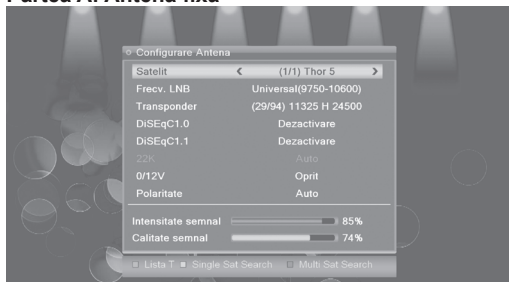 Partea A: Antena fixă
Configurare Antena
Satelit (1/1) Thor 5
Frecv. LNB Universal(9750-10600)
Transponder (29/94) 11325 H 24500
DiSEqC1.0 Dezactivare
DiSEqC1.1 Dezactivare
22K Auto
0/12V Oprit
Polaritate Auto
Intensitate semnal 85%
Calitate semnal 74%
Lista T Single Sat Search Multi Sat Search